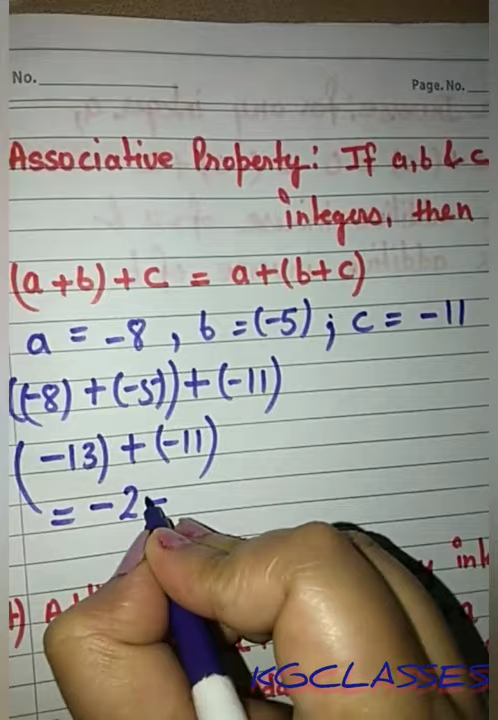 No.
Page. No.
Associative Property: If a, b & c
integers, then
(a+b)+c = a+(b+c)
a = -8, b = (-5); c = -11
((-8) + (-5)) + (-11)
(-13) + (-11)
= -2
KGCLASSES